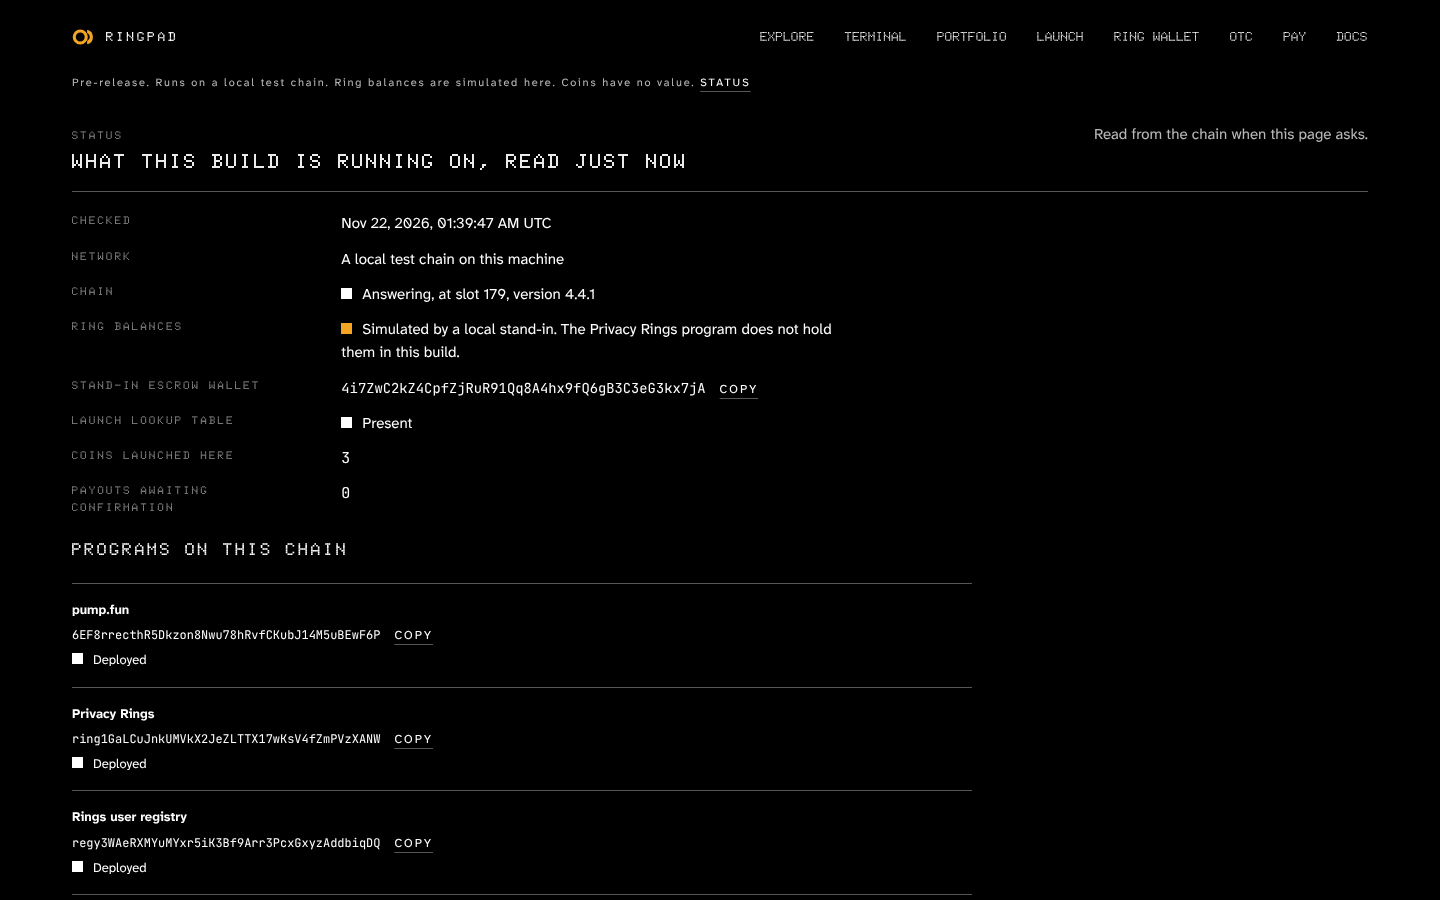 RINGPAD
EXPLORE TERMINAL PORTFOLIO LAUNCH RING WALLET OTC PAY DOCS
Pre-release. Runs on a local test chain. Ring balances are simulated here. Coins have no value. STATUS
STATUS
Read from the chain when this page asks.
WHAT THIS BUILD IS RUNNING ON, READ JUST NOW
CHECKED
Nov 22, 2026, 01:39:47 AM UTC
NETWORK
A local test chain on this machine
CHAIN
Answering, at slot 179, version 4.4.1
RING BALANCES
Simulated by a local stand-in. The Privacy Rings program does not hold
them in this build.
STAND-IN ESCROW WALLET
4i7ZwC2kZ4CpfZjRuR91Qq8A4hx9fQ6gB3C3eG3kx7jA COPY
LAUNCH LOOKUP TABLE
Present
COINS LAUNCHED HERE
3
PAYOUTS AWAITING
CONFIRMATION
0
PROGRAMS ON THIS CHAIN
pump.fun
6EF8rrecthR5Dkzon8Nwu78hRvfCKubJ14M5uBEwF6P COPY
Deployed
Privacy Rings
ring1GaLCuJnkUMVkX2JeZLTTX17wKsV4fZmPVzXANW COPY
Deployed
Rings user registry
regy3WAeRXMYuMYxr5iK3Bf9Arr3PcxGxyzAddbiqDQ COPY
Deployed